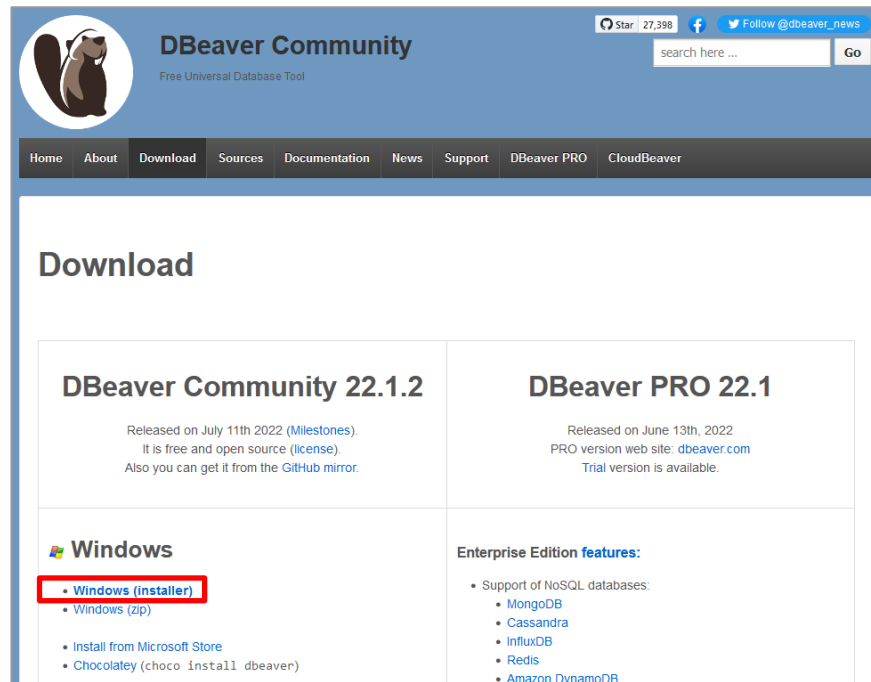 DBeaver Community
Free Universal Database Tool
Star 27,398
Follow @dbeaver_news
search here ...
Go
Home About Download Sources Documentation News Support DBeaver PRO CloudBeaver
Download
DBeaver Community 22.1.2
Released on July 11th 2022 (Milestones).
It is free and open source (license).
Also you can get it from the GitHub mirror.
DBeaver PRO 22.1
Released on June 13th, 2022
PRO version web site: dbeaver.com
Trial version is available.
Windows
Windows (installer)
Windows (zip)
Install from Microsoft Store
Chocolatey (choco install dbeaver)
Enterprise Edition features:
Support of NoSQL databases:
MongoDB
Cassandra
InfluxDB
Redis
Amazon DynamoDB